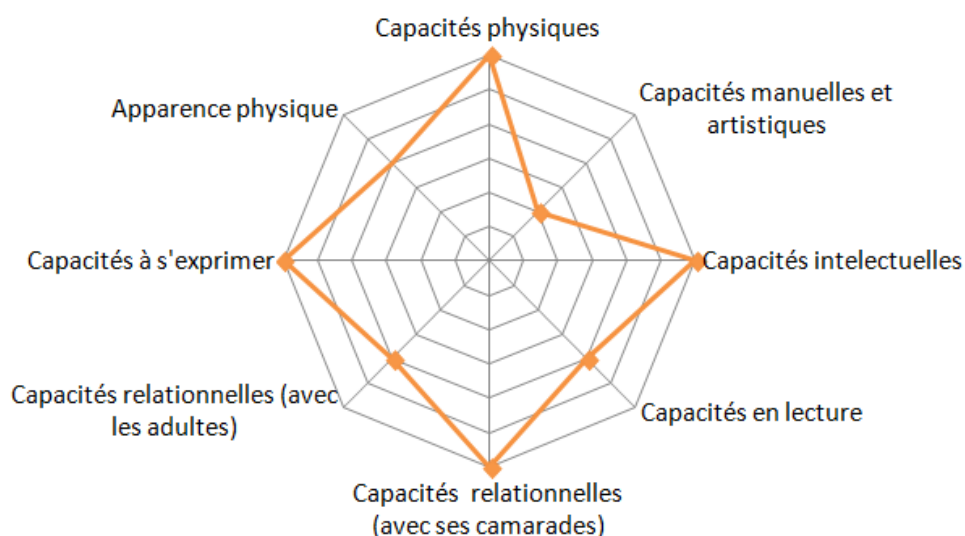 Capacités physiques
Capacités manuelles et
artistiques
Apparence physique
Capacités à s'exprimer
Capacités intelectuelles
Capacités relationnelles (avec
les adultes)
Capacités en lecture
Capacités relationnelles
(avec ses camarades)